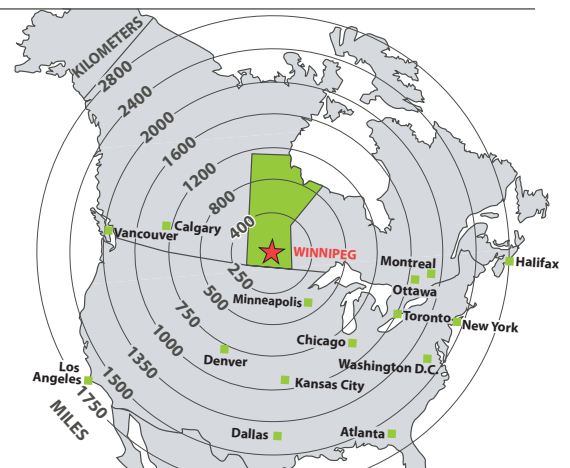 KILOMETERS
2800
2400
2000
1600
1200
800
400
Vancouver
Calgary
WINNIPEG
Montreal
Halifax
Ottawa
250
Minneapolis
500
Toronto
New York
750
Chicago
Denver
Washington D.C.
1000
Kansas City
Los
Angeles
1350
1500
1750
MILES
Dallas
Atlanta